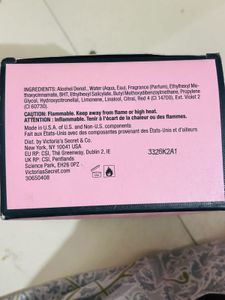 INGREDIENTS: Alcohol Denat., Water (Aqua, Eau), Fragrance (Parfum), Ethylhexyl Me-
thoxycinnamate, BHT, Ethylhexyl Salicylate, Butyl Methoxydibenzoylmethane, Propylene
Glycol, Hydroxycitronellal, Limonene, Linalool, Citral, Red 4 (CI 14700), Ext. Violet 2
(CI 60730).
CAUTION: Flammable. Keep away from flame or high heat.
ATTENTION : Inflammable. Tenir à l'écart de la chaleur ou des flammes.
Made in U.S.A. of U.S. and Non-U.S. components
Fait aux États-Unis avec des composantes provenant des États-Unis et d'ailleurs
Dist. by Victoria's Secret & Co.
New York, NY 10041 USA
EU RP: CSI, The Greenway, Dublin 2, IE
UK RP: CSI, Pentlands
Science Park, EH26 0PZ
VictoriasSecret.com
30650408
3326K2A1